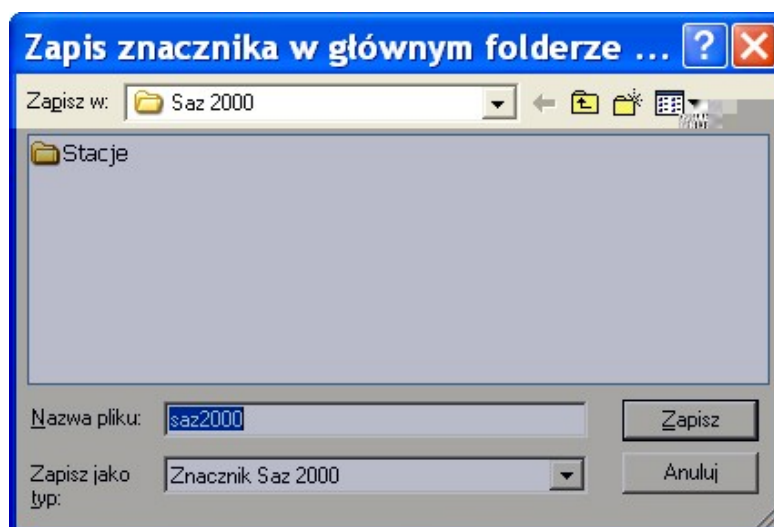 Zapis znacznika w głównym folderze ...
Zapisz w: Saz 2000
Stacje
Nazwa pliku: saz2000 Zapisz
Zapisz jako typ: Znacznik Saz 2000 Anuluj